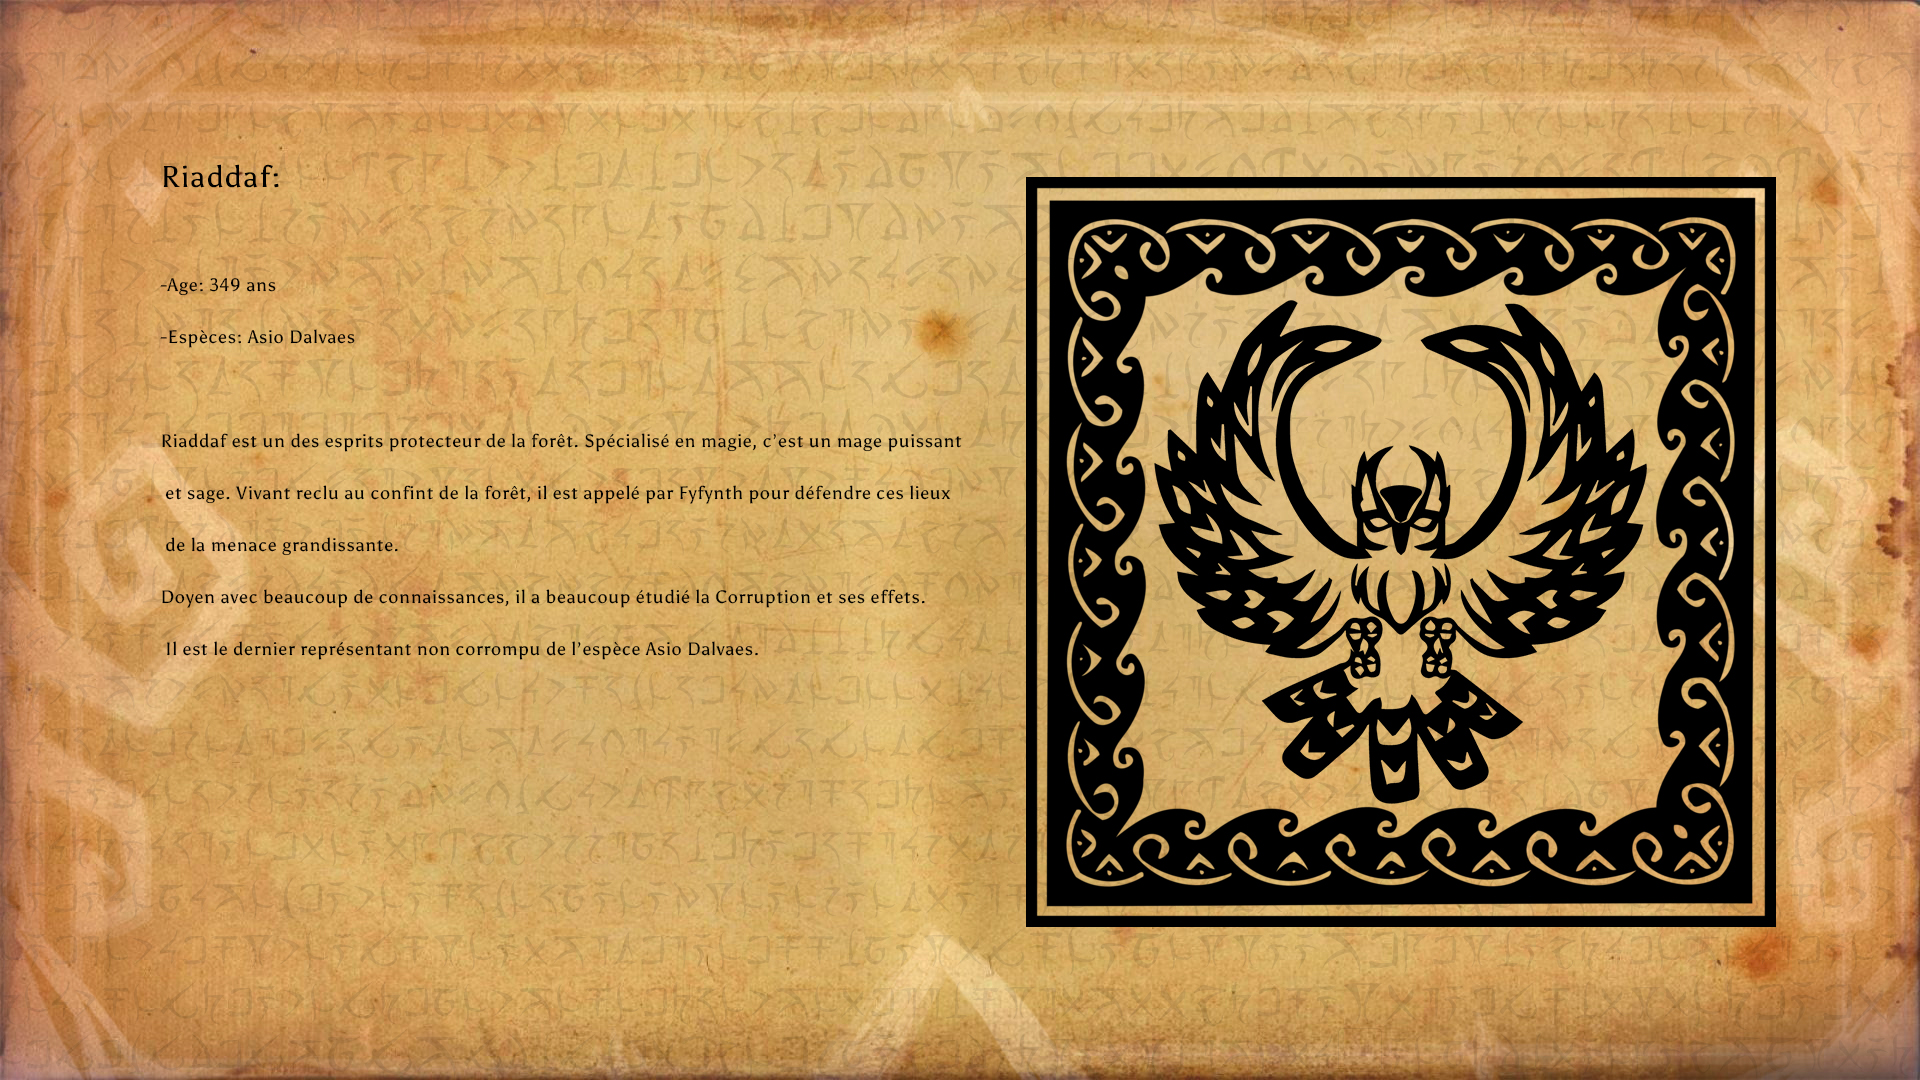 Riaddaf:
-Age: 349 ans
-Espèces: Asio Dalvaes
Riaddaf est un des esprits protecteur de la forêt. Spécialisé en magie, c'est un mage puissant
et sage. Vivant reclu au confint de la forêt, il est appelé par Fyfynth pour défendre ces lieux
de la menace grandissante.
Doyen avec beaucoup de connaissances, il a beaucoup étudié la Corruption et ses effets.
Il est le dernier représentant non corrompu de l'espèce Asio Dalvaes.